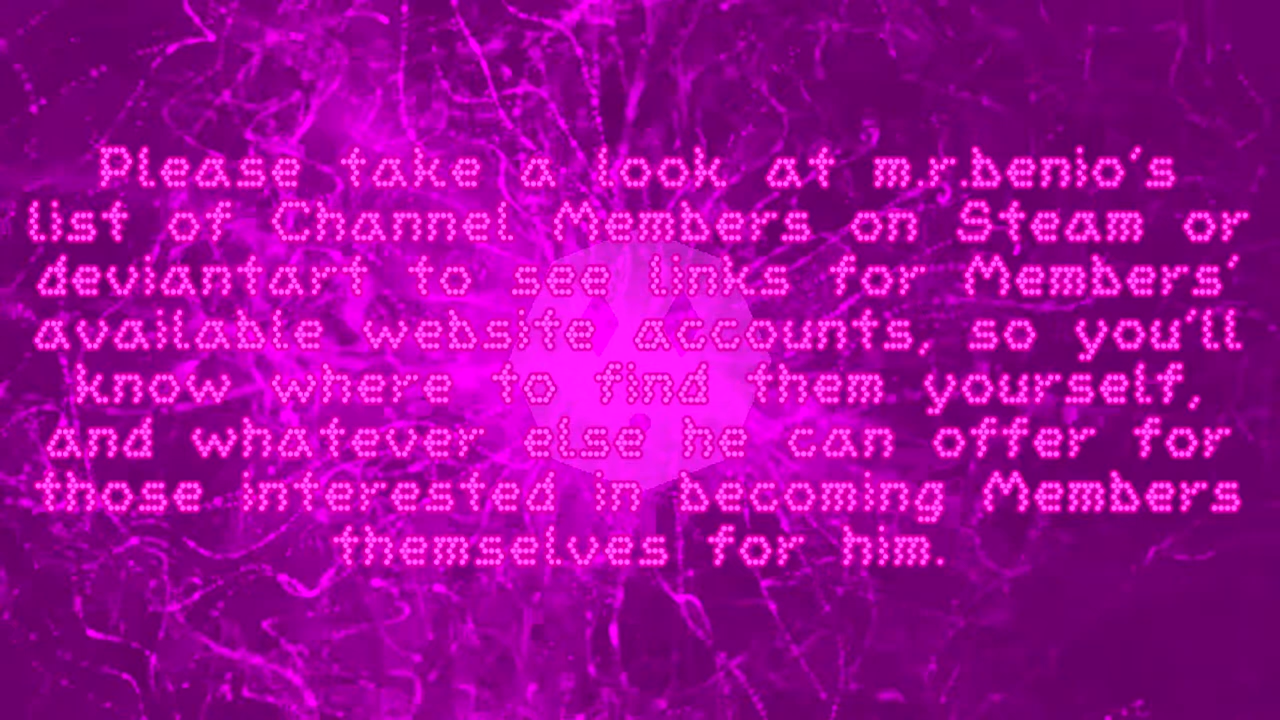 Please take a look at m.r.benio's
list of Channel Members on Steam or
deviantart to see links for Members'
available website accounts, so you'll
know where to find them yourself,
and whatever else he can offer for
those interested in becoming Members
themselves for him.